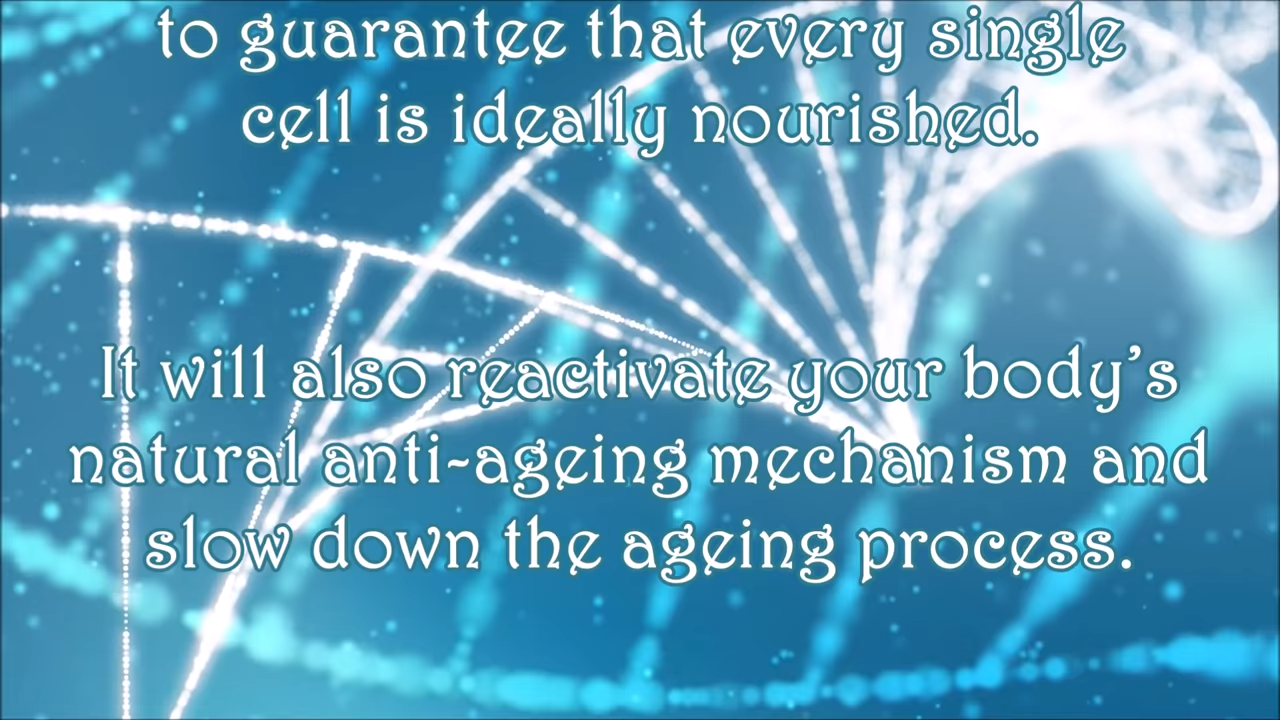 to guarantee that every single
cell is ideally nourished.
It will also reactivate your body’s
natural anti-ageing mechanism and
slow down the ageing process.